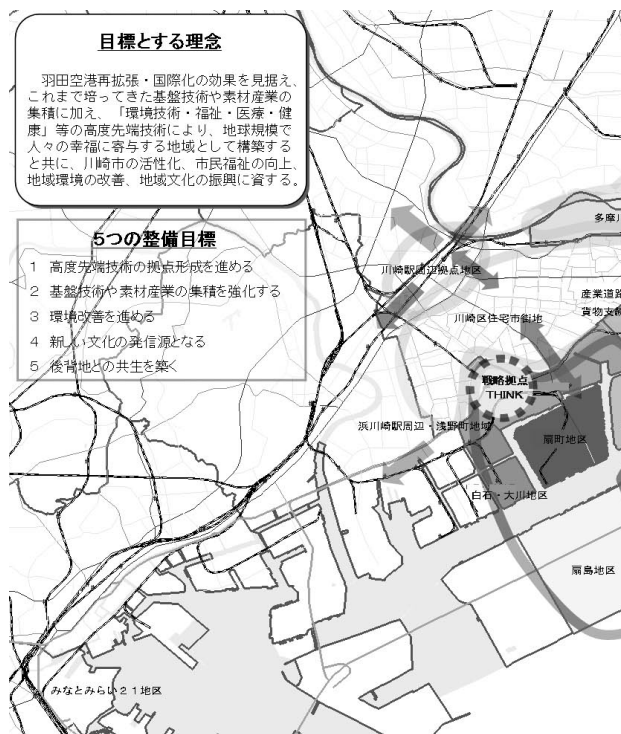 目標とする理念
羽田空港再拡張・国際化の効果を見据え、
これまで培ってきた基盤技術や素材産業の
集積に加え、「環境技術・福祉・医療・健
康」等の高度先端技術により、地球規模で
人々の幸福に寄与する地域として構築する
と共に、川崎市の活性化、市民福祉の向上、
地域環境の改善、地域文化の振興に資する。
5つの整備目標
1 高度先端技術の拠点形成を進める
2 基盤技術や素材産業の集積を強化する
3 環境改善を進める
4 新しい文化の発信源となる
5 後背地との共生を築く
多摩川
川崎駅周辺拠点地区
産業道路
貨物支線
川崎区住宅市街地
戦略拠点
THINK
浜川崎駅周辺・浅野町地域
扇町地区
白石・大川地区
扇島地区
みなとみらい21地区